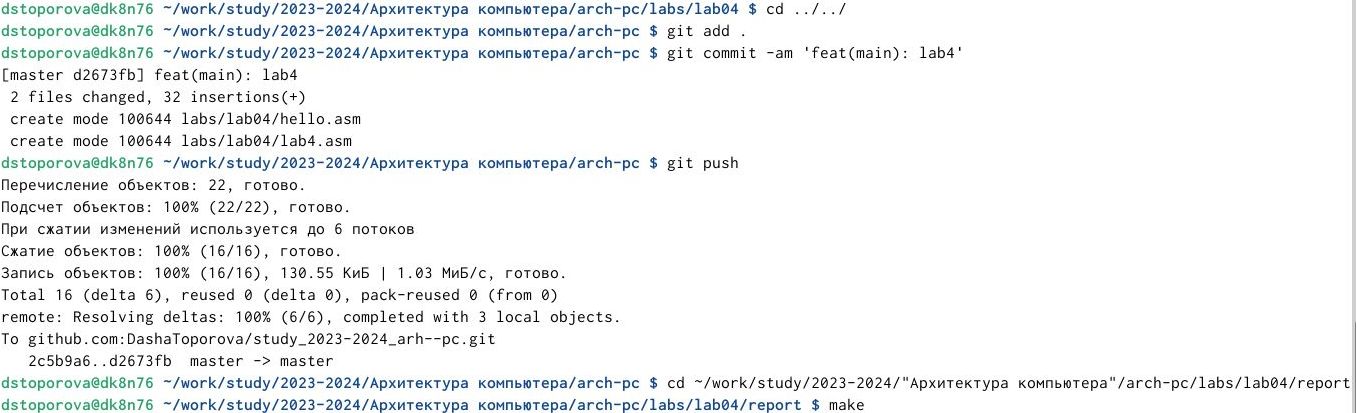 dstoporova@dk8n76 ~/work/study/2023-2024/Архитектура компьютера/arch-pc/labs/lab04 $ cd ../../
dstoporova@dk8n76 ~/work/study/2023-2024/Архитектура компьютера/arch-pc $ git add .
dstoporova@dk8n76 ~/work/study/2023-2024/Архитектура компьютера/arch-pc $ git commit -am 'feat(main): lab4'
[master d2673fb] feat(main): lab4
 2 files changed, 32 insertions(+)
 create mode 100644 labs/lab04/hello.asm
 create mode 100644 labs/lab04/lab4.asm
dstoporova@dk8n76 ~/work/study/2023-2024/Архитектура компьютера/arch-pc $ git push
Перечисление объектов: 22, готово.
Подсчет объектов: 100% (22/22), готово.
При сжатии изменений используется до 6 потоков
Сжатие объектов: 100% (16/16), готово.
Запись объектов: 100% (16/16), 130.55 КиБ | 1.03 МиБ/с, готово.
Total 16 (delta 6), reused 0 (delta 0), pack-reused 0 (from 0)
remote: Resolving deltas: 100% (6/6), completed with 3 local objects.
To github.com:DashaToporova/study_2023-2024_arh--pc.git
   2c5b9a6..d2673fb  master -> master
dstoporova@dk8n76 ~/work/study/2023-2024/Архитектура компьютера/arch-pc $ cd ~/work/study/2023-2024/"Архитектура компьютера"/arch-pc/labs/lab04/report
dstoporova@dk8n76 ~/work/study/2023-2024/Архитектура компьютера/arch-pc/labs/lab04/report $ make